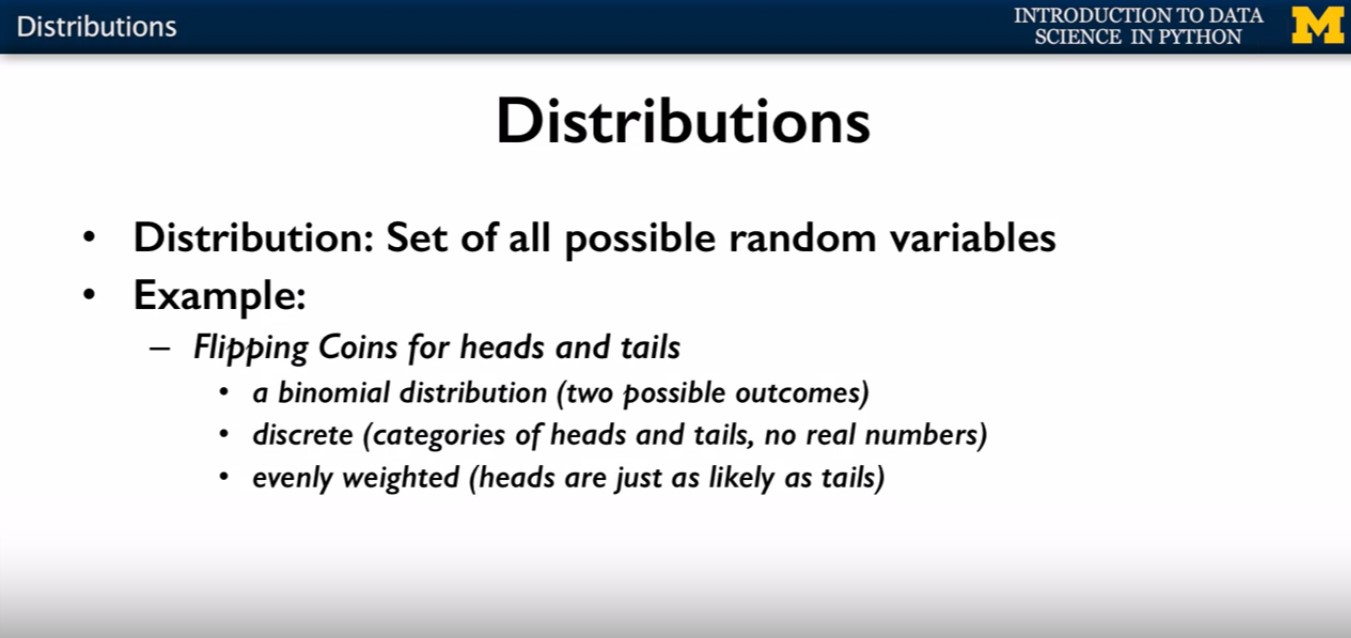 Distributions
INTRODUCTION TO DATA
SCIENCE IN PYTHON
M
Distributions
• Distribution: Set of all possible random variables
• Example:
– Flipping Coins for heads and tails
• a binomial distribution (two possible outcomes)
• discrete (categories of heads and tails, no real numbers)
• evenly weighted (heads are just as likely as tails)